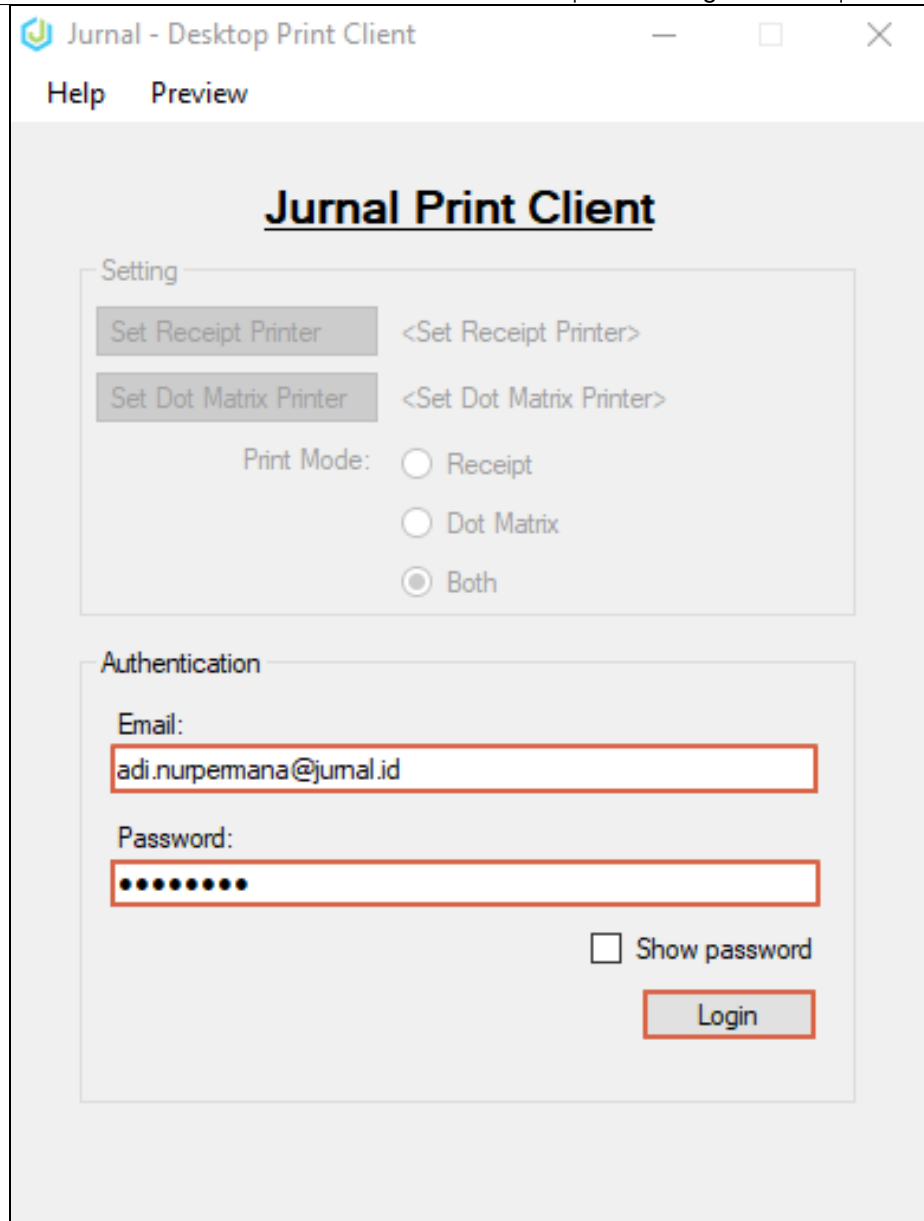 Jurnal - Desktop Print Client
Help Preview
Jurnal Print Client
Setting
Set Receipt Printer <Set Receipt Printer>
Set Dot Matrix Printer <Set Dot Matrix Printer>
Print Mode: Receipt
Dot Matrix
Both
Authentication
Email:
adi.nurpermana@jurnal.id
Password:
••••••••
Show password
Login